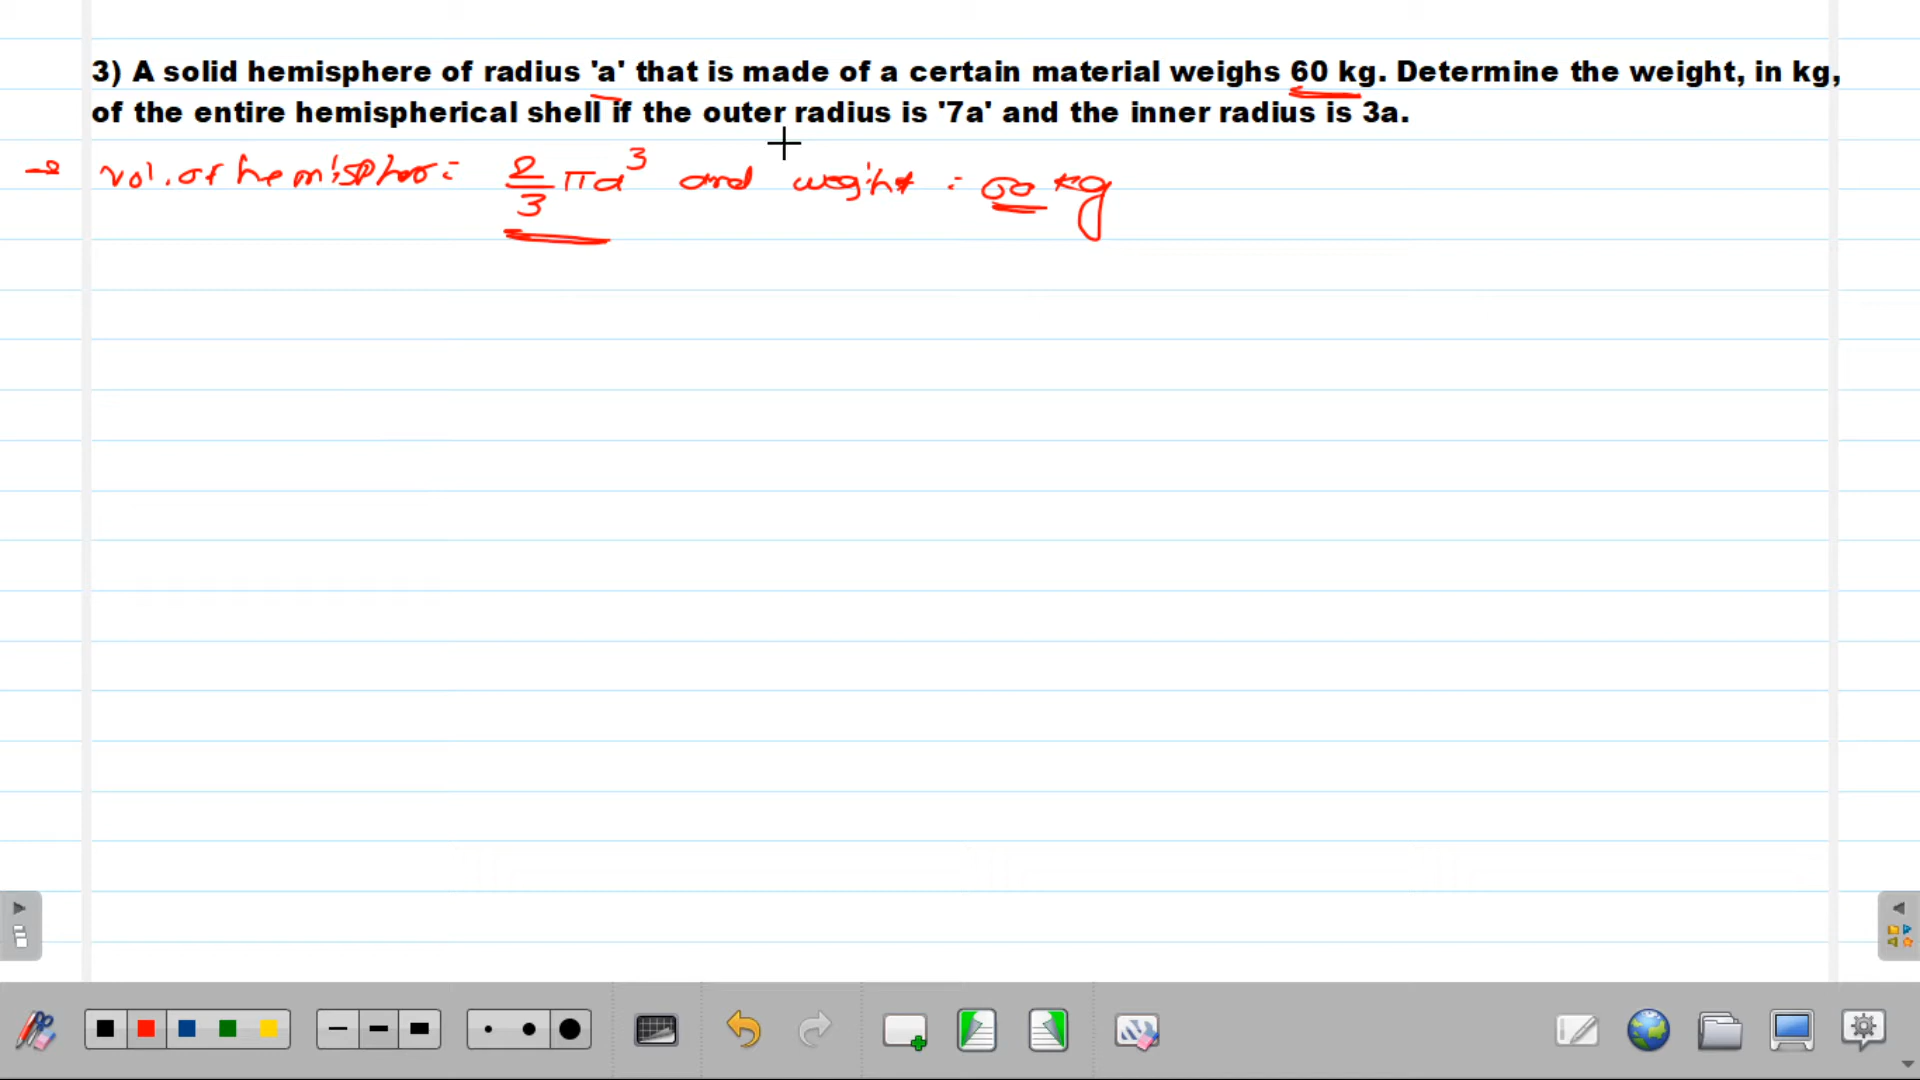 3) A solid hemisphere of radius 'a' that is made of a certain material weighs 60 kg. Determine the weight, in kg,
of the entire hemispherical shell if the outer radius is '7a' and the inner radius is 3a.
→ vol. of hemisphere = 2/3 πa³ and weight = 60 kg